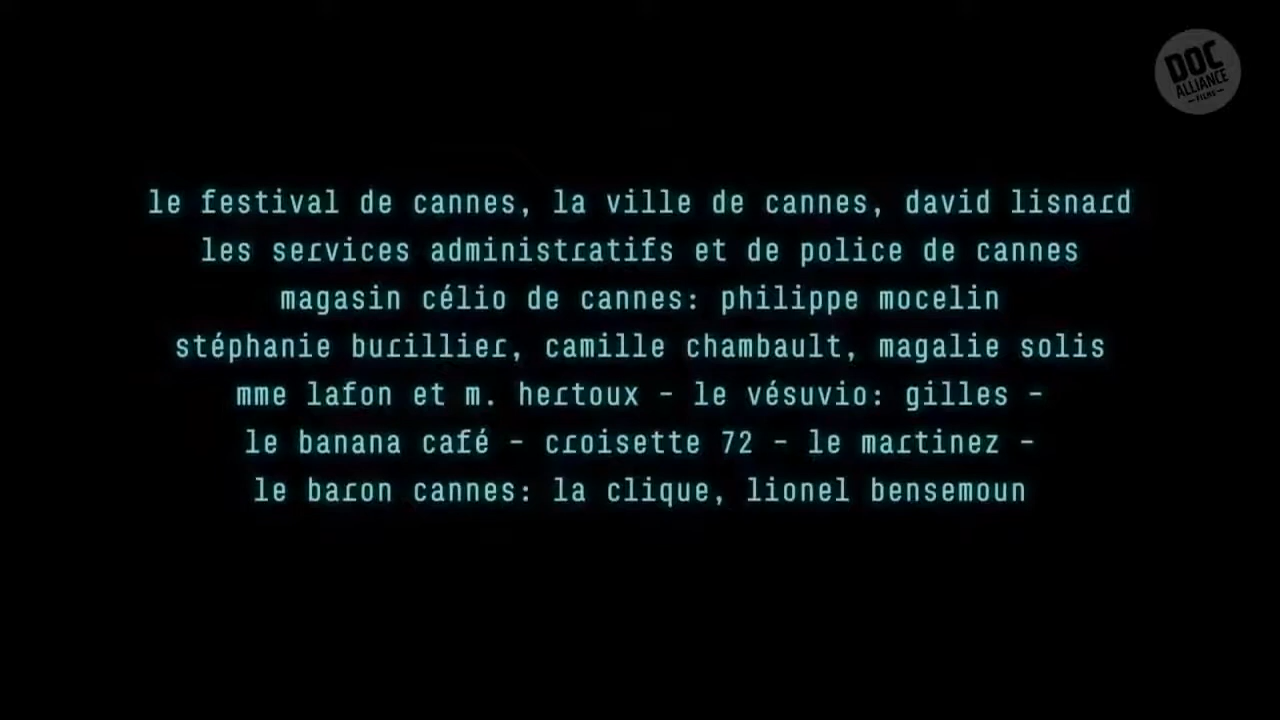 DOC
ALLIANCE
FILMS
le festival de cannes, la ville de cannes, david lisnard
les services administratifs et de police de cannes
magasin célio de cannes: philippe mocelin
stéphanie burillier, camille chambault, magalie solis
mme lafon et m. hertoux - le vésuvio: gilles -
le banana café - croisette 72 - le martinez -
le baron cannes: la clique, lionel bensemoun